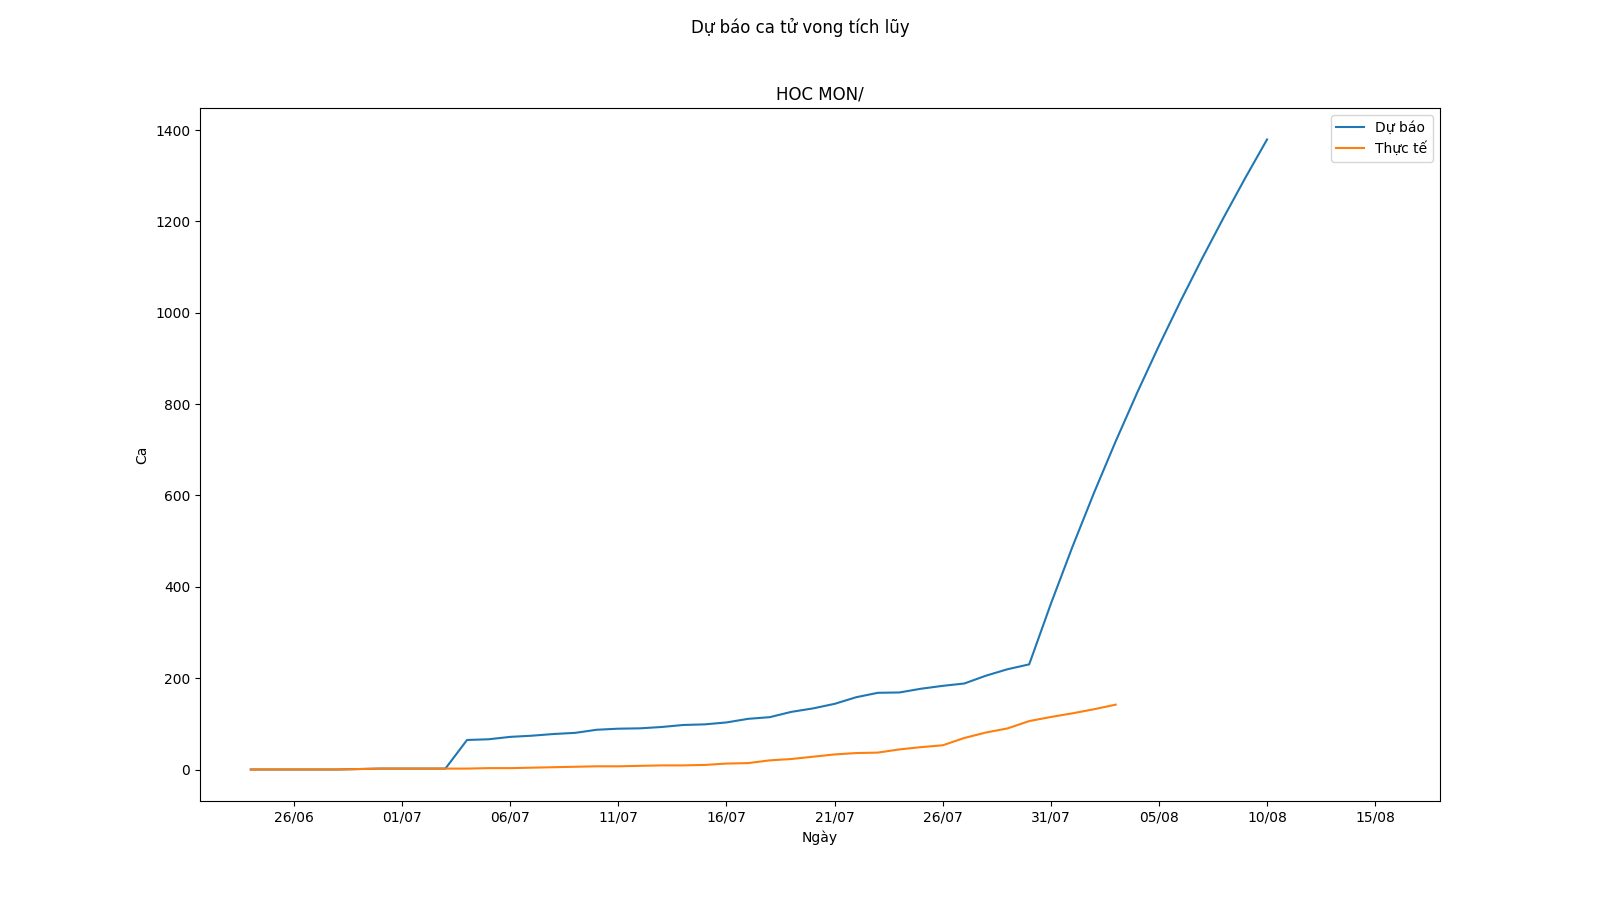 Dự báo ca tử vong tích lũy
HOC MON/
Dự báo
Thực tế
1400
1200
1000
800
600
400
200
0
Ca
26/06 01/07 06/07 11/07 16/07 21/07 26/07 31/07 05/08 10/08 15/08
Ngày